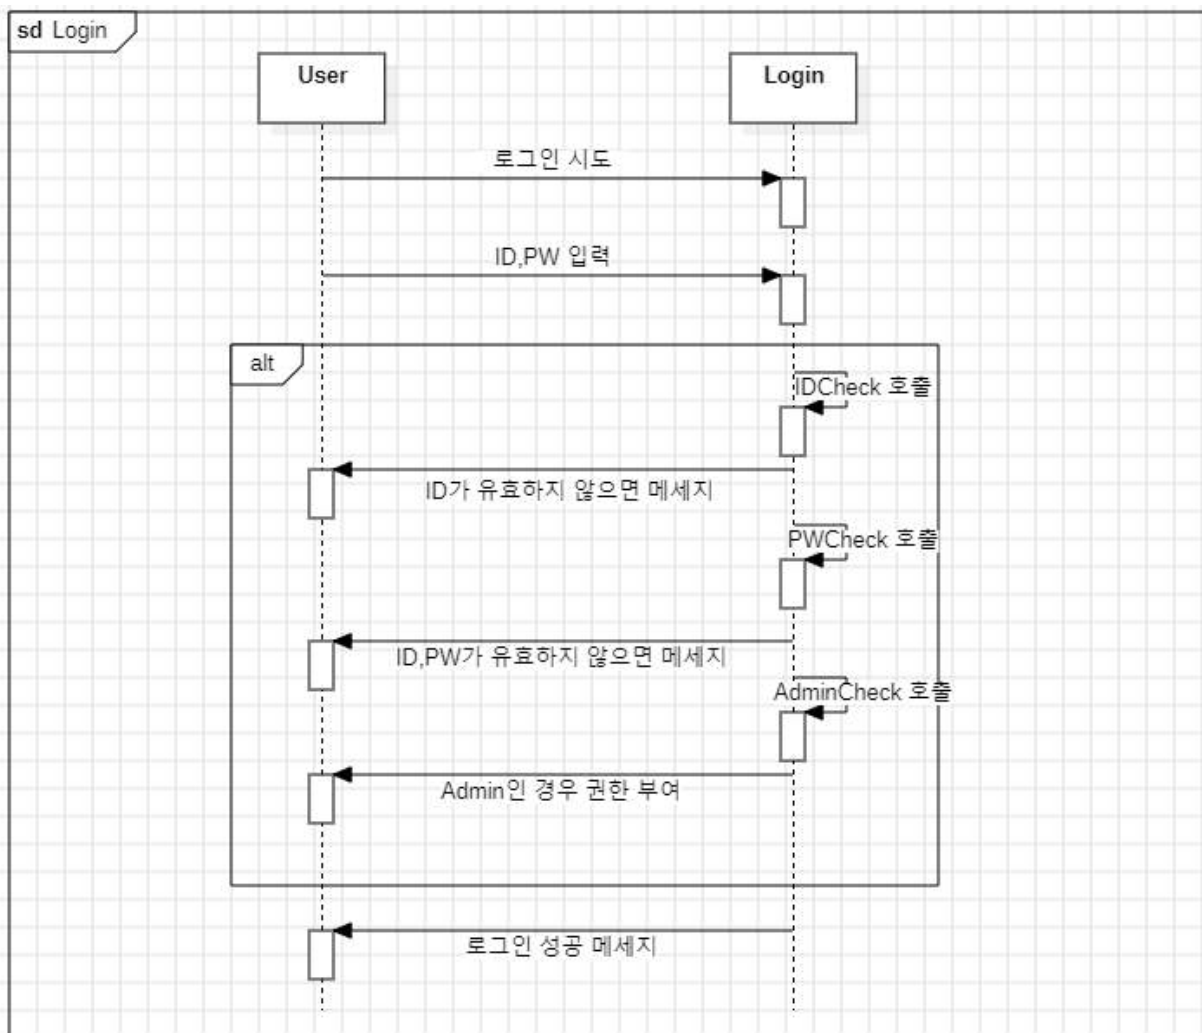 sd Login
User
Login
로그인 시도
ID,PW 입력
alt
IDCheck 호출
ID가 유효하지 않으면 메세지
PWCheck 호출
ID,PW가 유효하지 않으면 메세지
AdminCheck 호출
Admin인 경우 권한 부여
로그인 성공 메세지